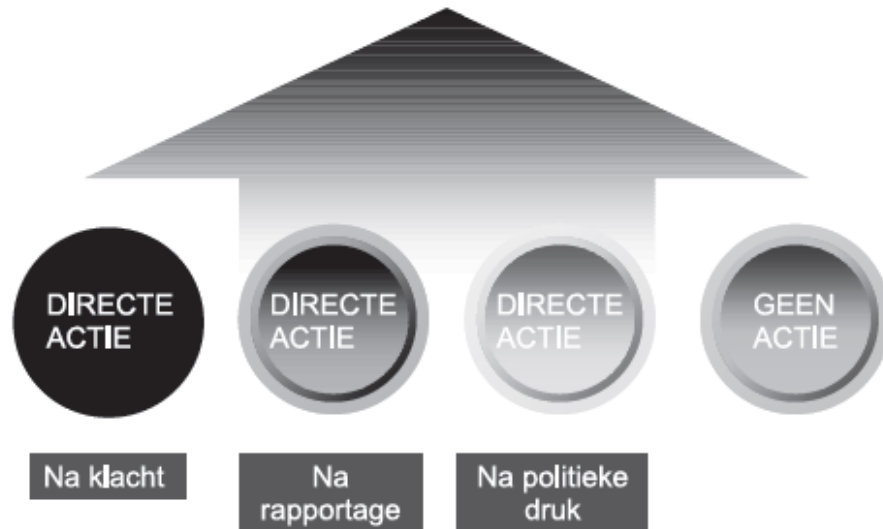 DIRECTE
ACTIE
DIRECTE
ACTIE
DIRECTE
ACTIE
GEEN
ACTIE
Na klacht
Na
rapportage
Na politieke
druk